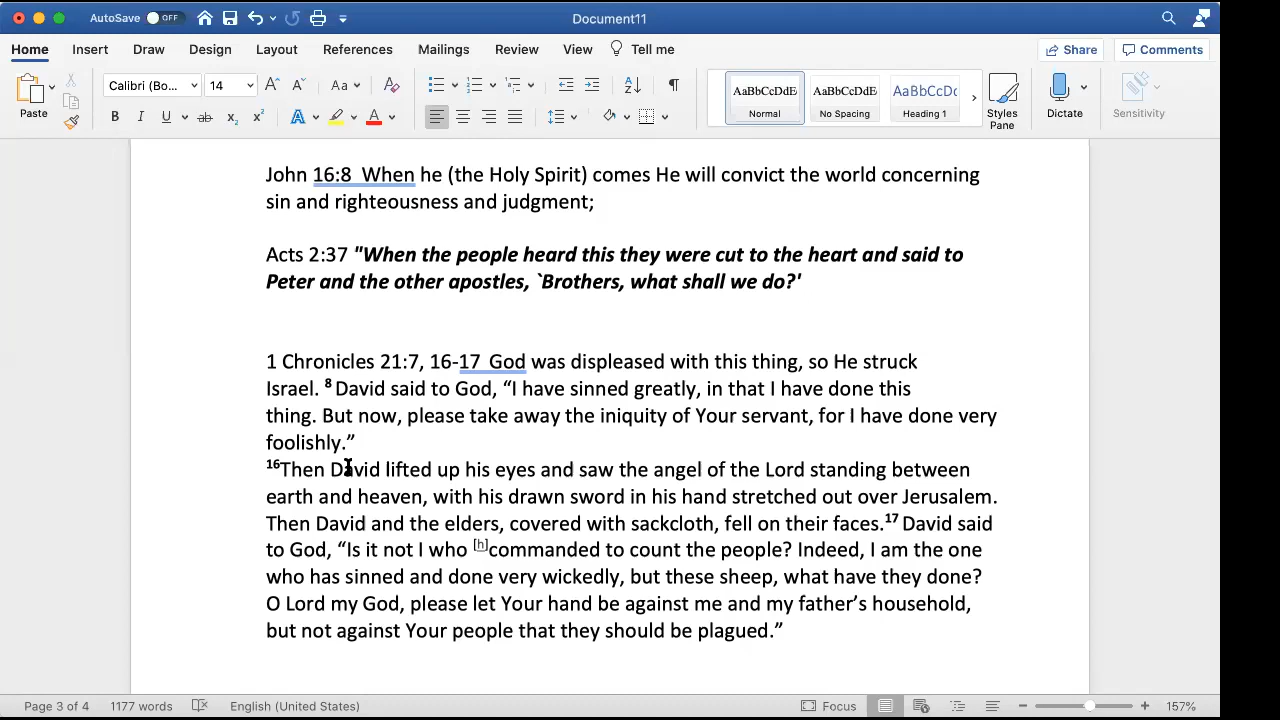 AutoSave OFF Document11
Home Insert Draw Design Layout References Mailings Review View Tell me Share Comments
Calibri (Bo... 14 Aa AaBbCcDdE AaBbCcDdE AaBbCcDc
Paste B I U ab x₂ x² A A Normal No Spacing Heading 1 Styles Pane Dictate Sensitivity
John 16:8 When he (the Holy Spirit) comes He will convict the world concerning
sin and righteousness and judgment;
Acts 2:37 "When the people heard this they were cut to the heart and said to
Peter and the other apostles, `Brothers, what shall we do?'
1 Chronicles 21:7, 16-17 God was displeased with this thing, so He struck
Israel. ⁸ David said to God, “I have sinned greatly, in that I have done this
thing. But now, please take away the iniquity of Your servant, for I have done very
foolishly.”
¹⁶Then David lifted up his eyes and saw the angel of the Lord standing between
earth and heaven, with his drawn sword in his hand stretched out over Jerusalem.
Then David and the elders, covered with sackcloth, fell on their faces.¹⁷ David said
to God, “Is it not I who [h]commanded to count the people? Indeed, I am the one
who has sinned and done very wickedly, but these sheep, what have they done?
O Lord my God, please let Your hand be against me and my father’s household,
but not against Your people that they should be plagued.”
Page 3 of 4 1177 words English (United States) Focus 157%